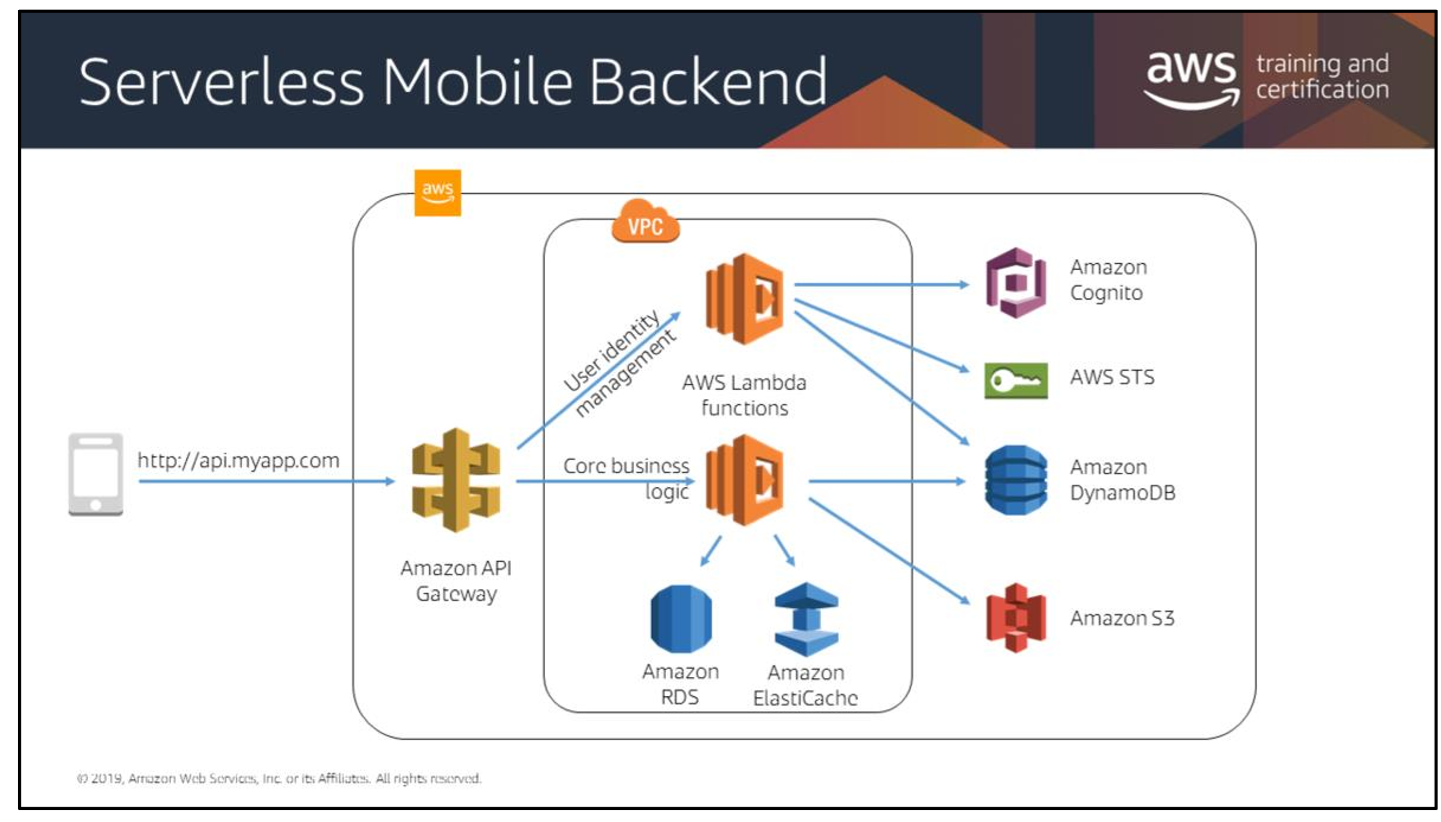 Serverless Mobile Backend
aws training and
certification
aws
VPC
User identity
management
AWS Lambda
functions
Amazon
Cognito
AWS STS
http://api.myapp.com
Core business
logic
Amazon
DynamoDB
Amazon API
Gateway
Amazon S3
Amazon
RDS
Amazon
ElastiCache
© 2019, Amazon Web Services, Inc. or its Affiliates. All rights reserved.